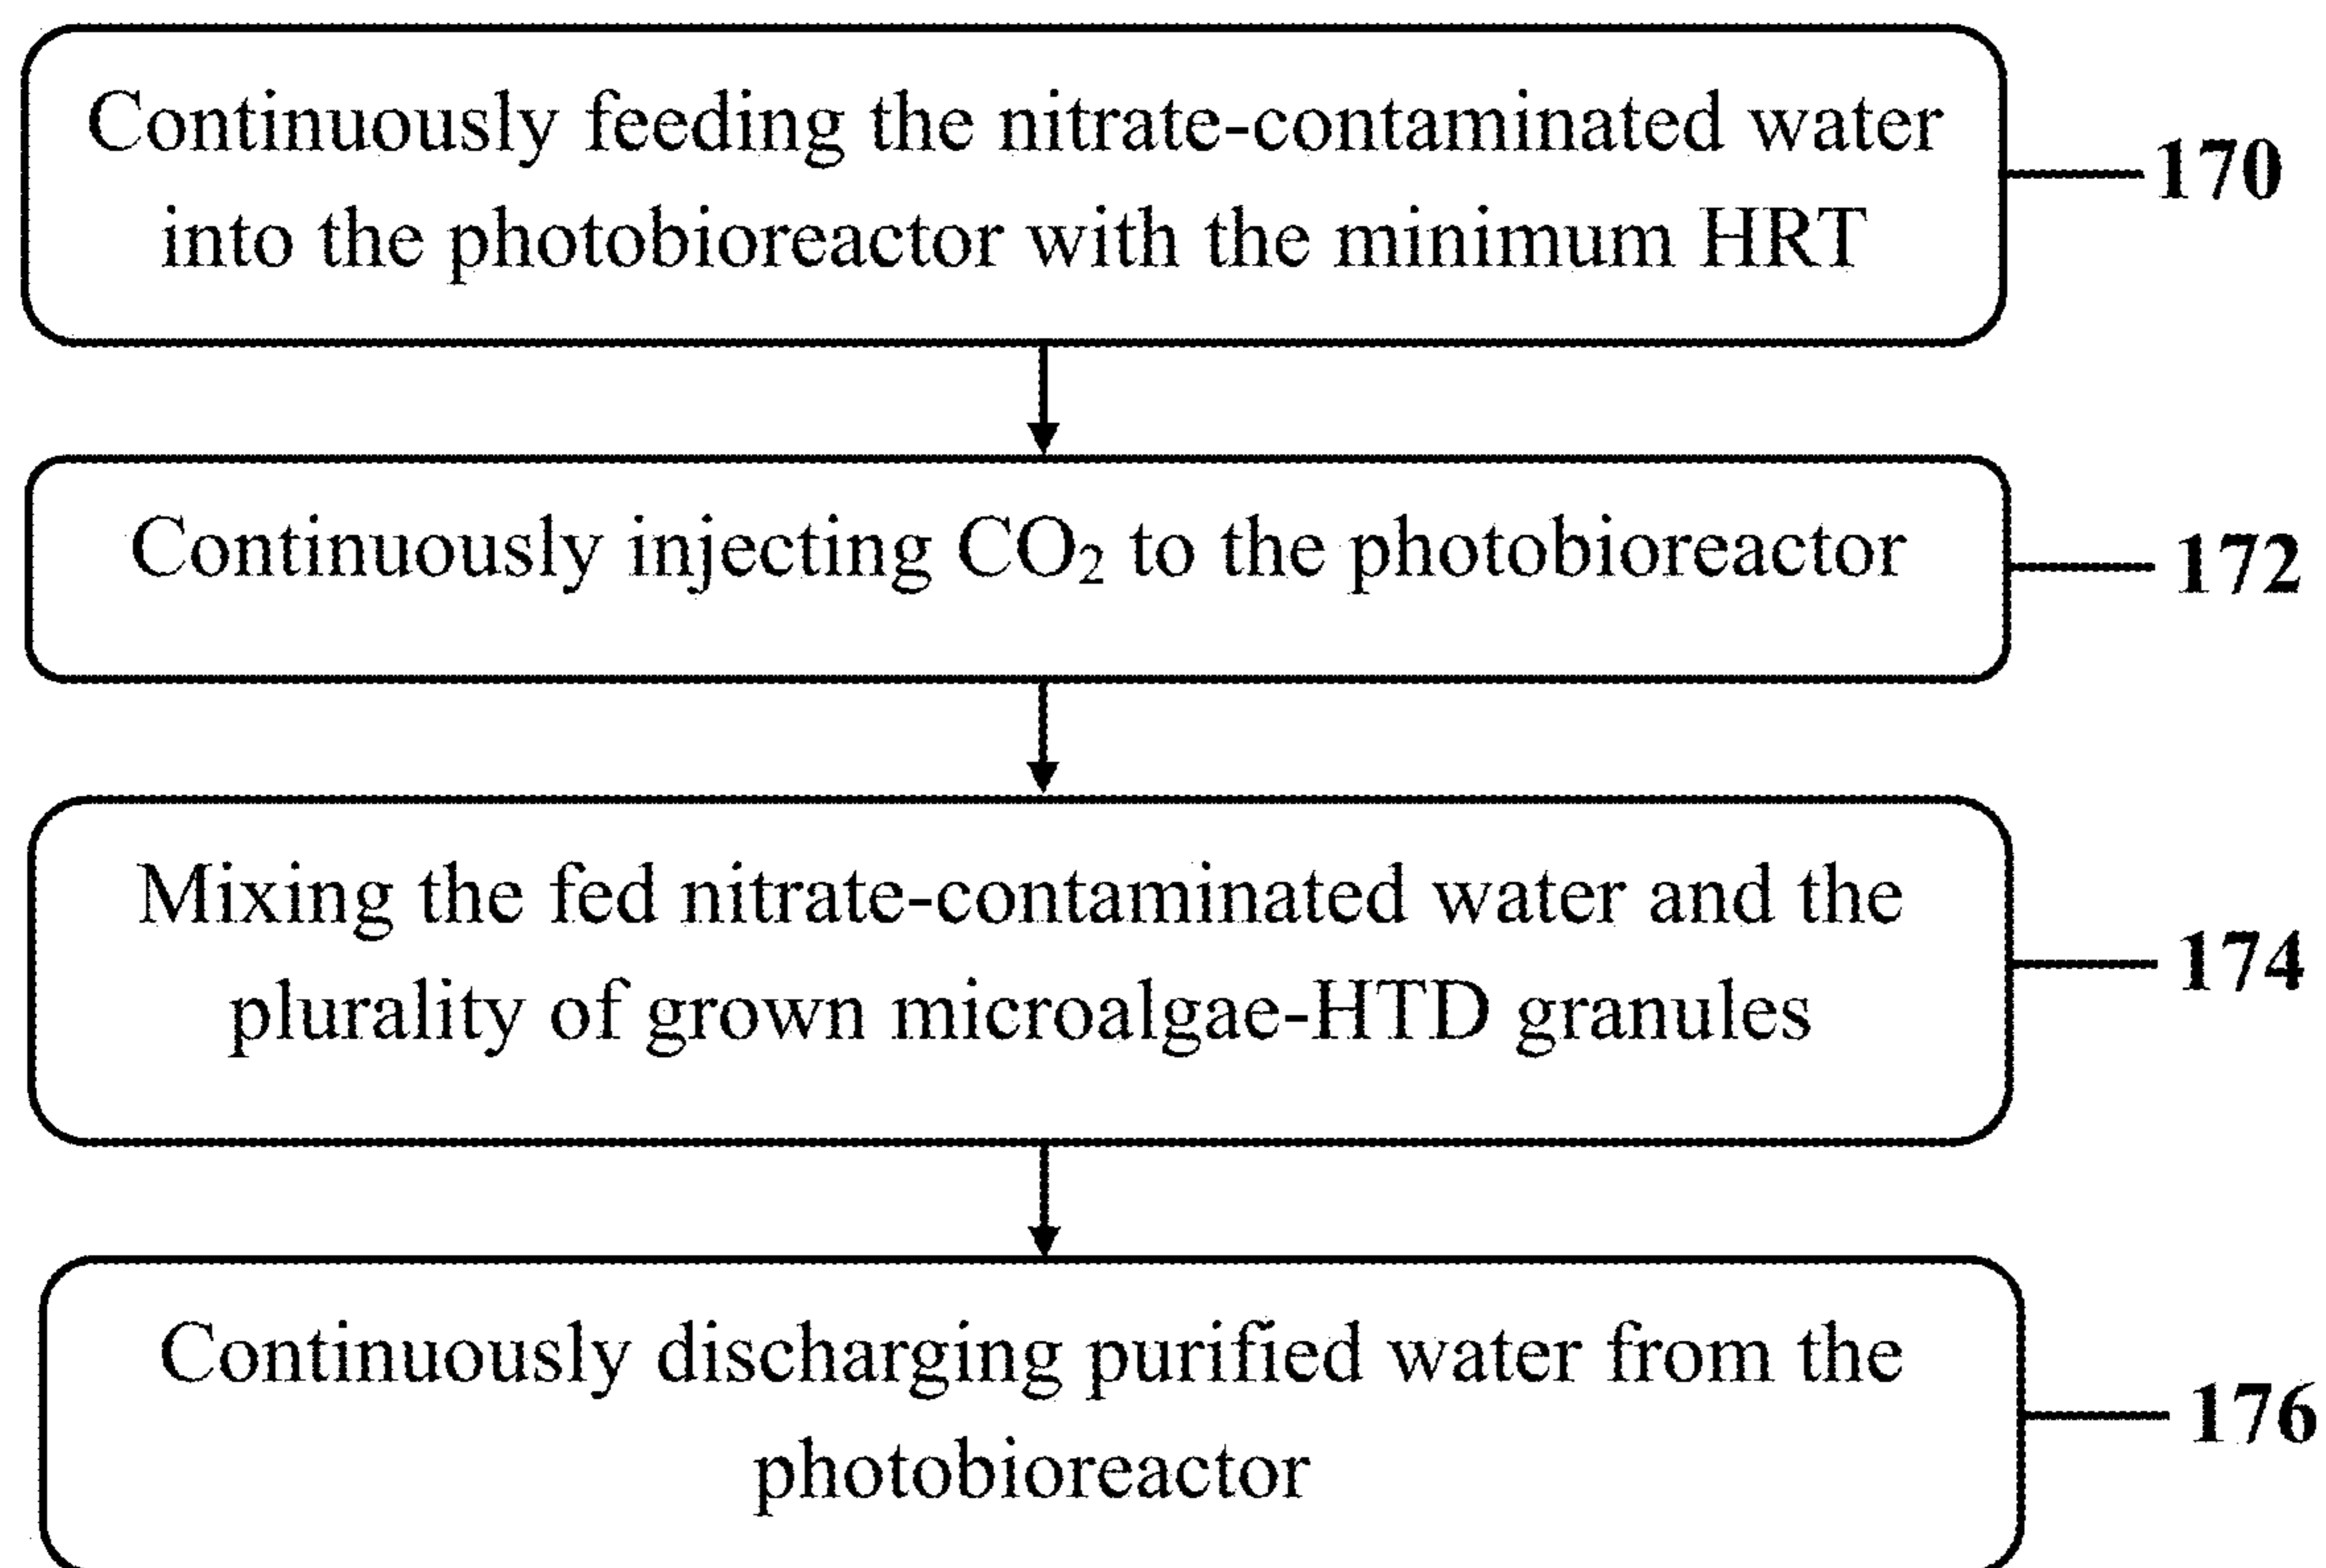 Continuously feeding the nitrate-contaminated water
into the photobioreactor with the minimum HRT
170
Continuously injecting CO₂ to the photobioreactor
172
Mixing the fed nitrate-contaminated water and the
plurality of grown microalgae-HTD granules
174
Continuously discharging purified water from the
photobioreactor
176